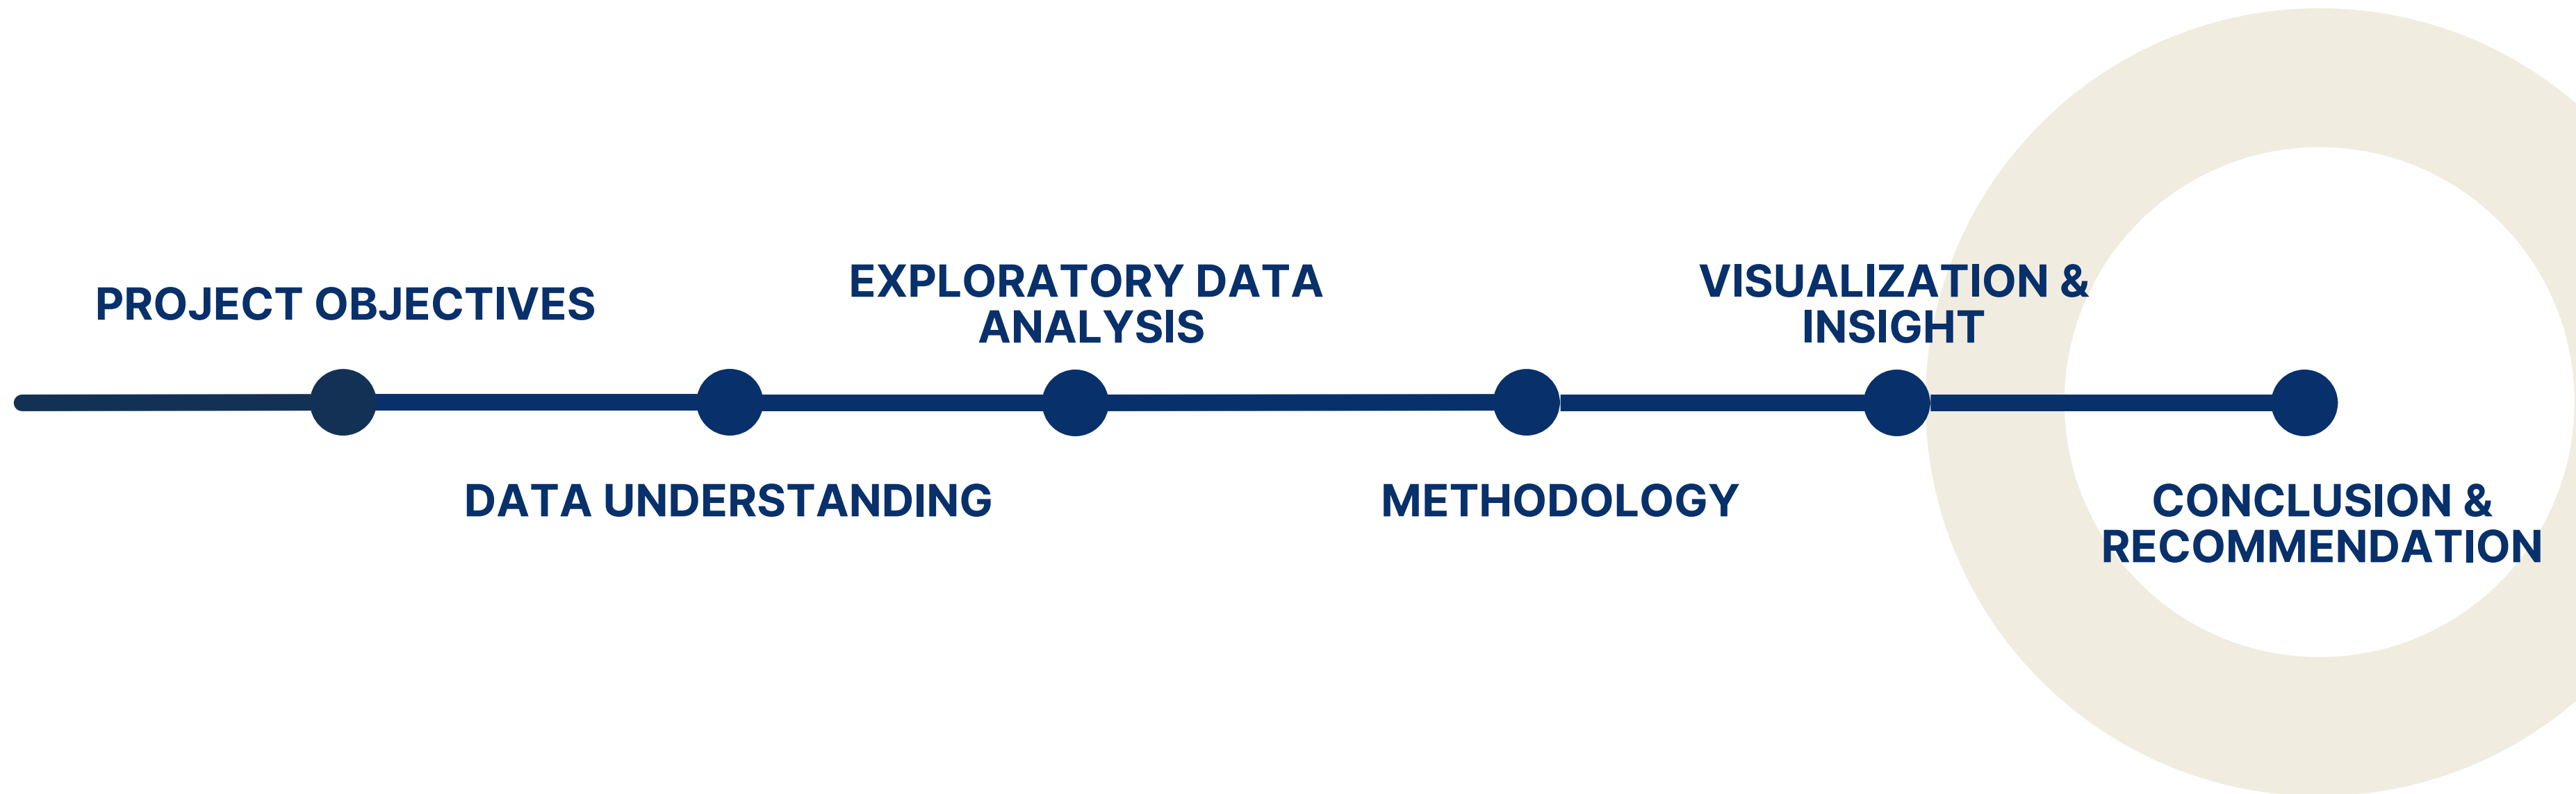 PROJECT OBJECTIVES
DATA UNDERSTANDING
EXPLORATORY DATA
ANALYSIS
METHODOLOGY
VISUALIZATION &
INSIGHT
CONCLUSION &
RECOMMENDATION